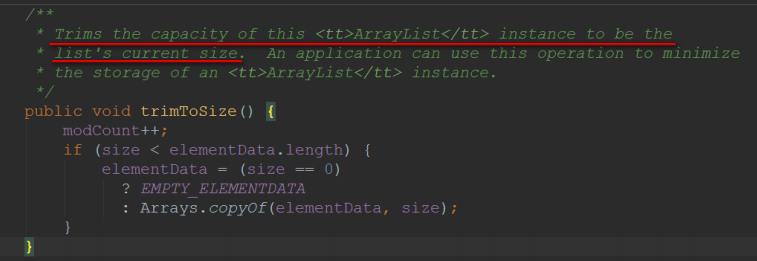 /**
 * Trims the capacity of this <tt>ArrayList</tt> instance to be the
 * list's current size.  An application can use this operation to minimize
 * the storage of an <tt>ArrayList</tt> instance.
 */
public void trimToSize() {
    modCount++;
    if (size < elementData.length) {
        elementData = (size == 0)
          ? EMPTY_ELEMENTDATA
          : Arrays.copyOf(elementData, size);
    }
}